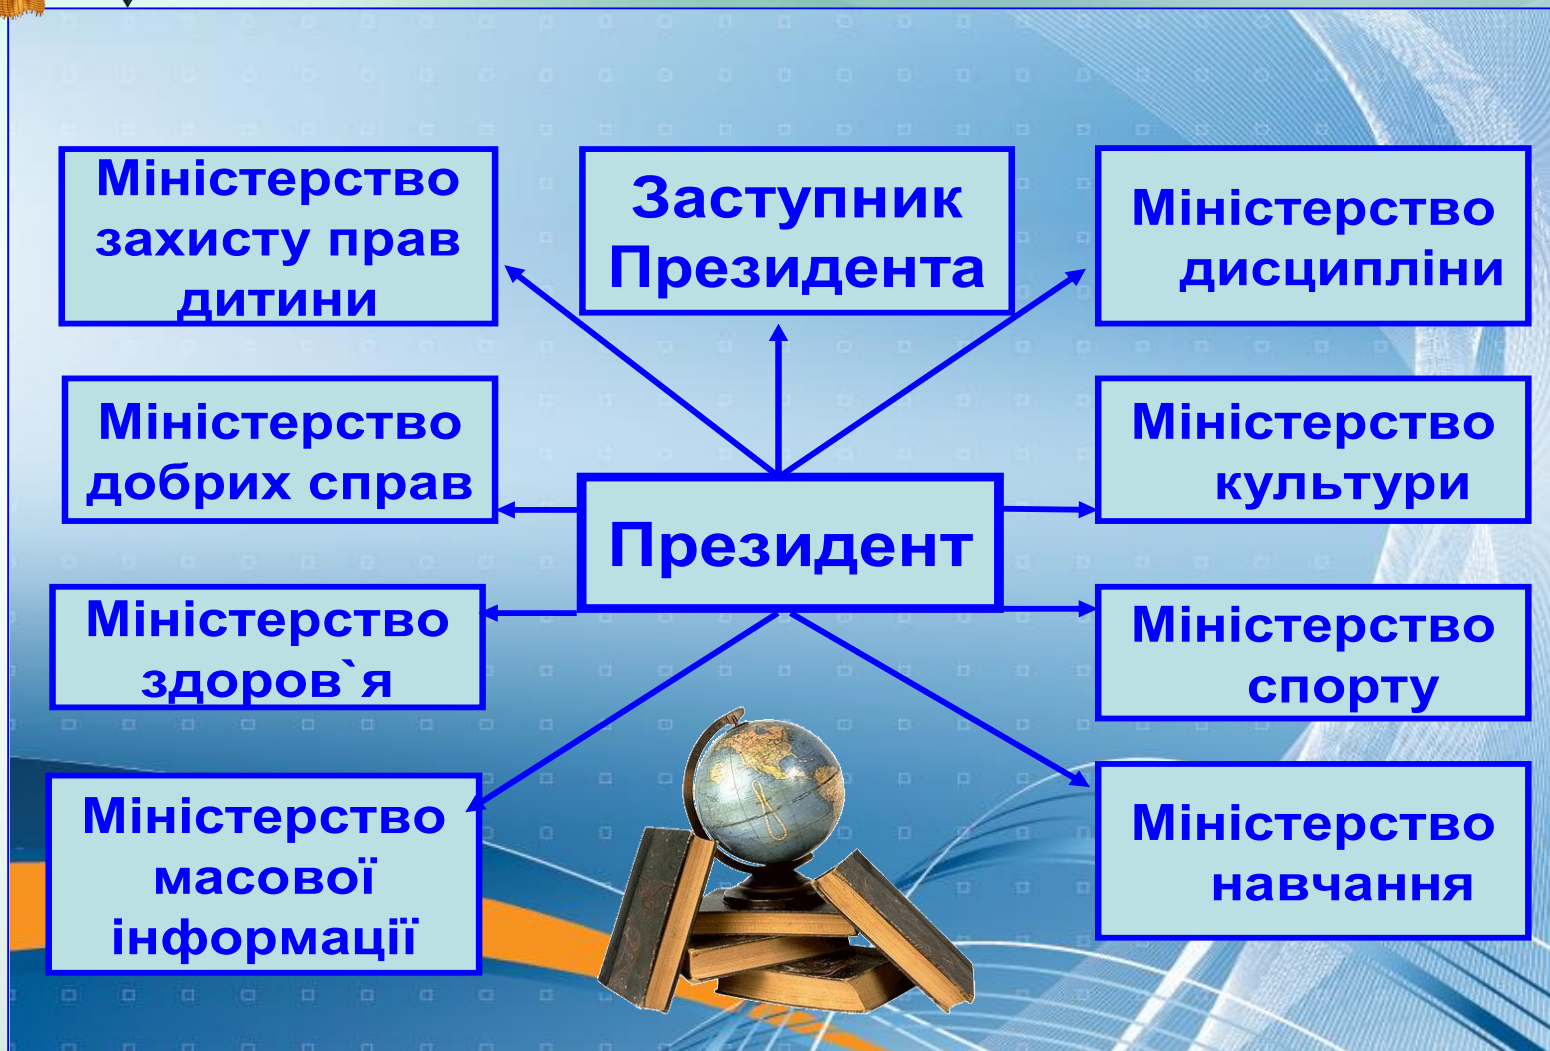 Міністерство
захисту прав
дитини
Заступник
Президента
Міністерство
дисципліни
Міністерство
добрих справ
Міністерство
культури
Президент
Міністерство
здоров`я
Міністерство
спорту
Міністерство
масової
інформації
Міністерство
навчання